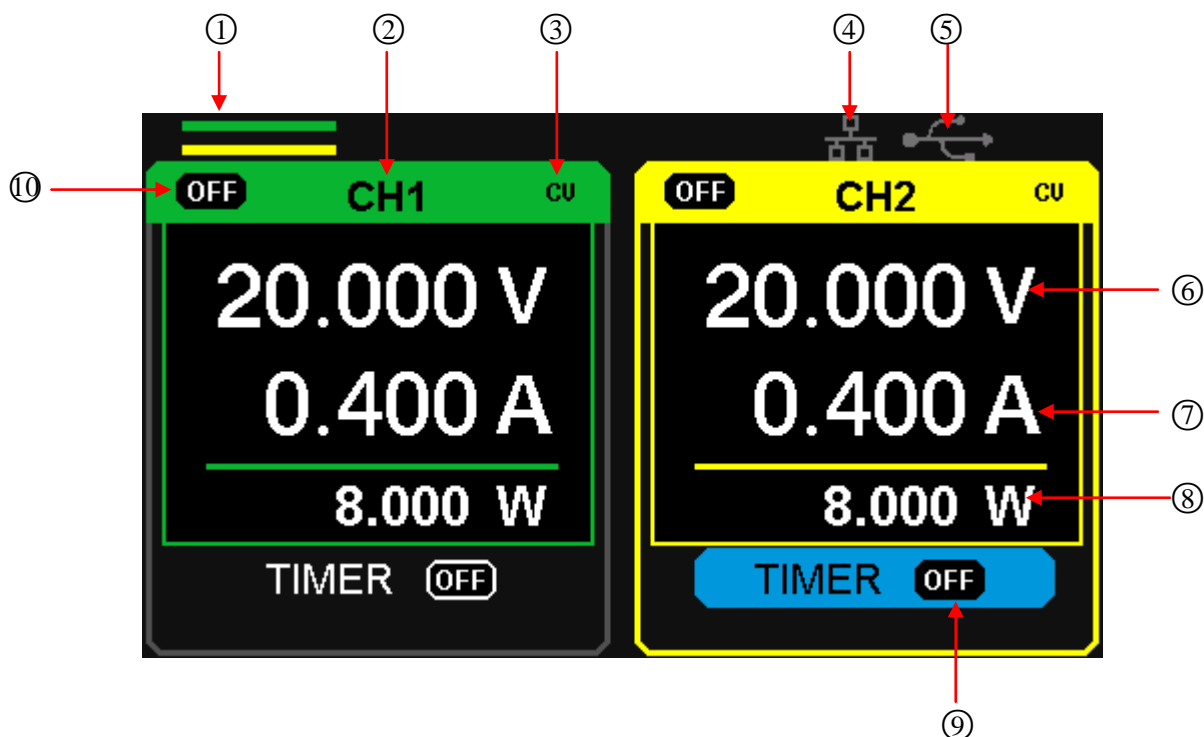 ① ② ③ ④ ⑤
⑩ OFF CH1 CV OFF CH2 CV
20.000 V 20.000 V ⑥
0.400 A 0.400 A ⑦
8.000 W 8.000 W ⑧
TIMER OFF TIMER OFF
⑨